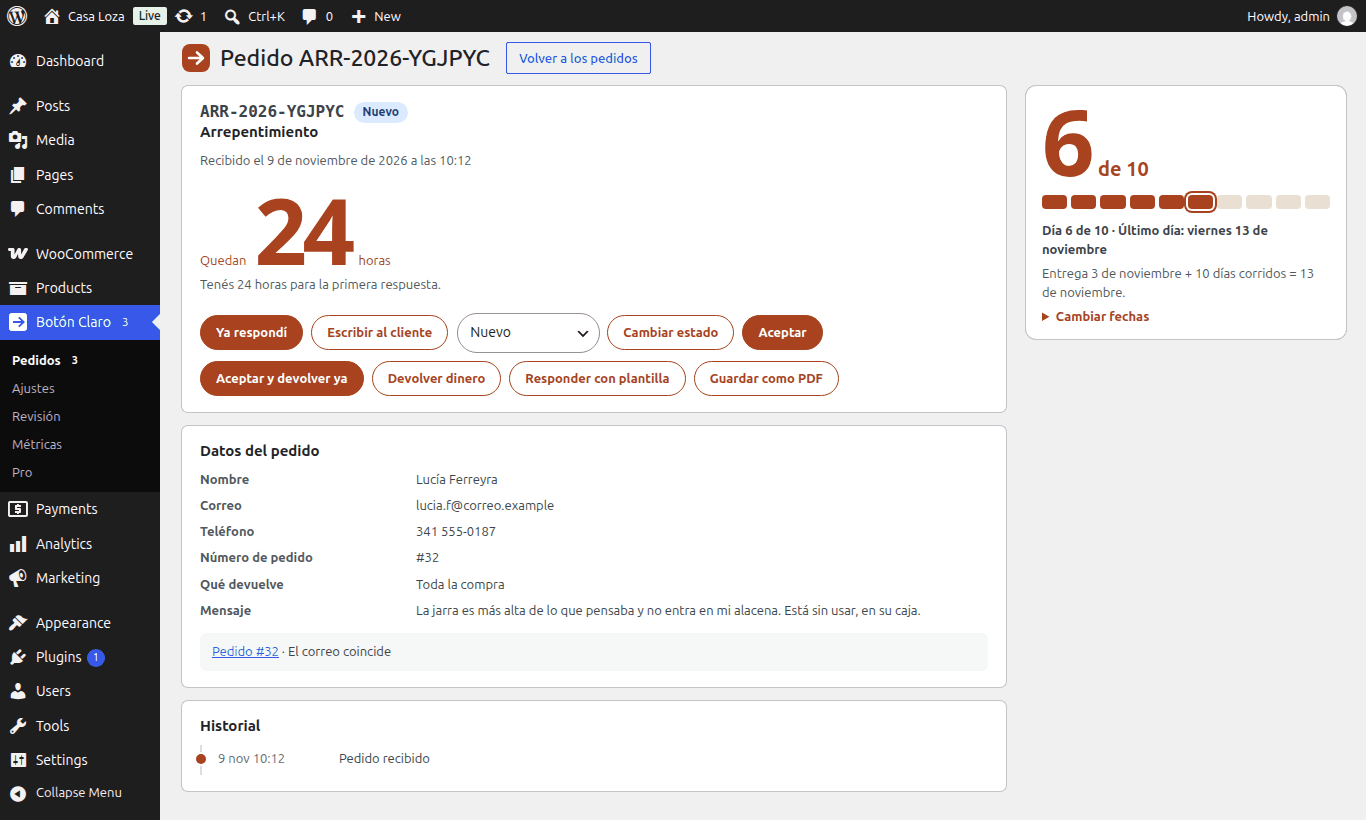 Casa Loza
Live
1
Ctrl+K
0
New
Howdy, admin
Dashboard
Posts
Media
Pages
Comments
WooCommerce
Products
Botón Claro 3
Pedidos 3
Ajustes
Revisión
Métricas
Pro
Payments
Analytics
Marketing
Appearance
Plugins 1
Users
Tools
Settings
Collapse Menu
Pedido ARR-2026-YGJPYC
Volver a los pedidos
ARR-2026-YGJPYC Nuevo
Arrepentimiento
Recibido el 9 de noviembre de 2026 a las 10:12
Quedan 24 horas
Tenés 24 horas para la primera respuesta.
Ya respondí
Escribir al cliente
Nuevo
Cambiar estado
Aceptar
Aceptar y devolver ya
Devolver dinero
Responder con plantilla
Guardar como PDF
Datos del pedido
Nombre Lucía Ferreyra
Correo lucia.f@correo.example
Teléfono 341 555-0187
Número de pedido #32
Qué devuelve Toda la compra
Mensaje La jarra es más alta de lo que pensaba y no entra en mi alacena. Está sin usar, en su caja.
Pedido #32 · El correo coincide
Historial
9 nov 10:12 Pedido recibido
6 de 10
Día 6 de 10 · Último día: viernes 13 de
noviembre
Entrega 3 de noviembre + 10 días corridos = 13
de noviembre.
Cambiar fechas